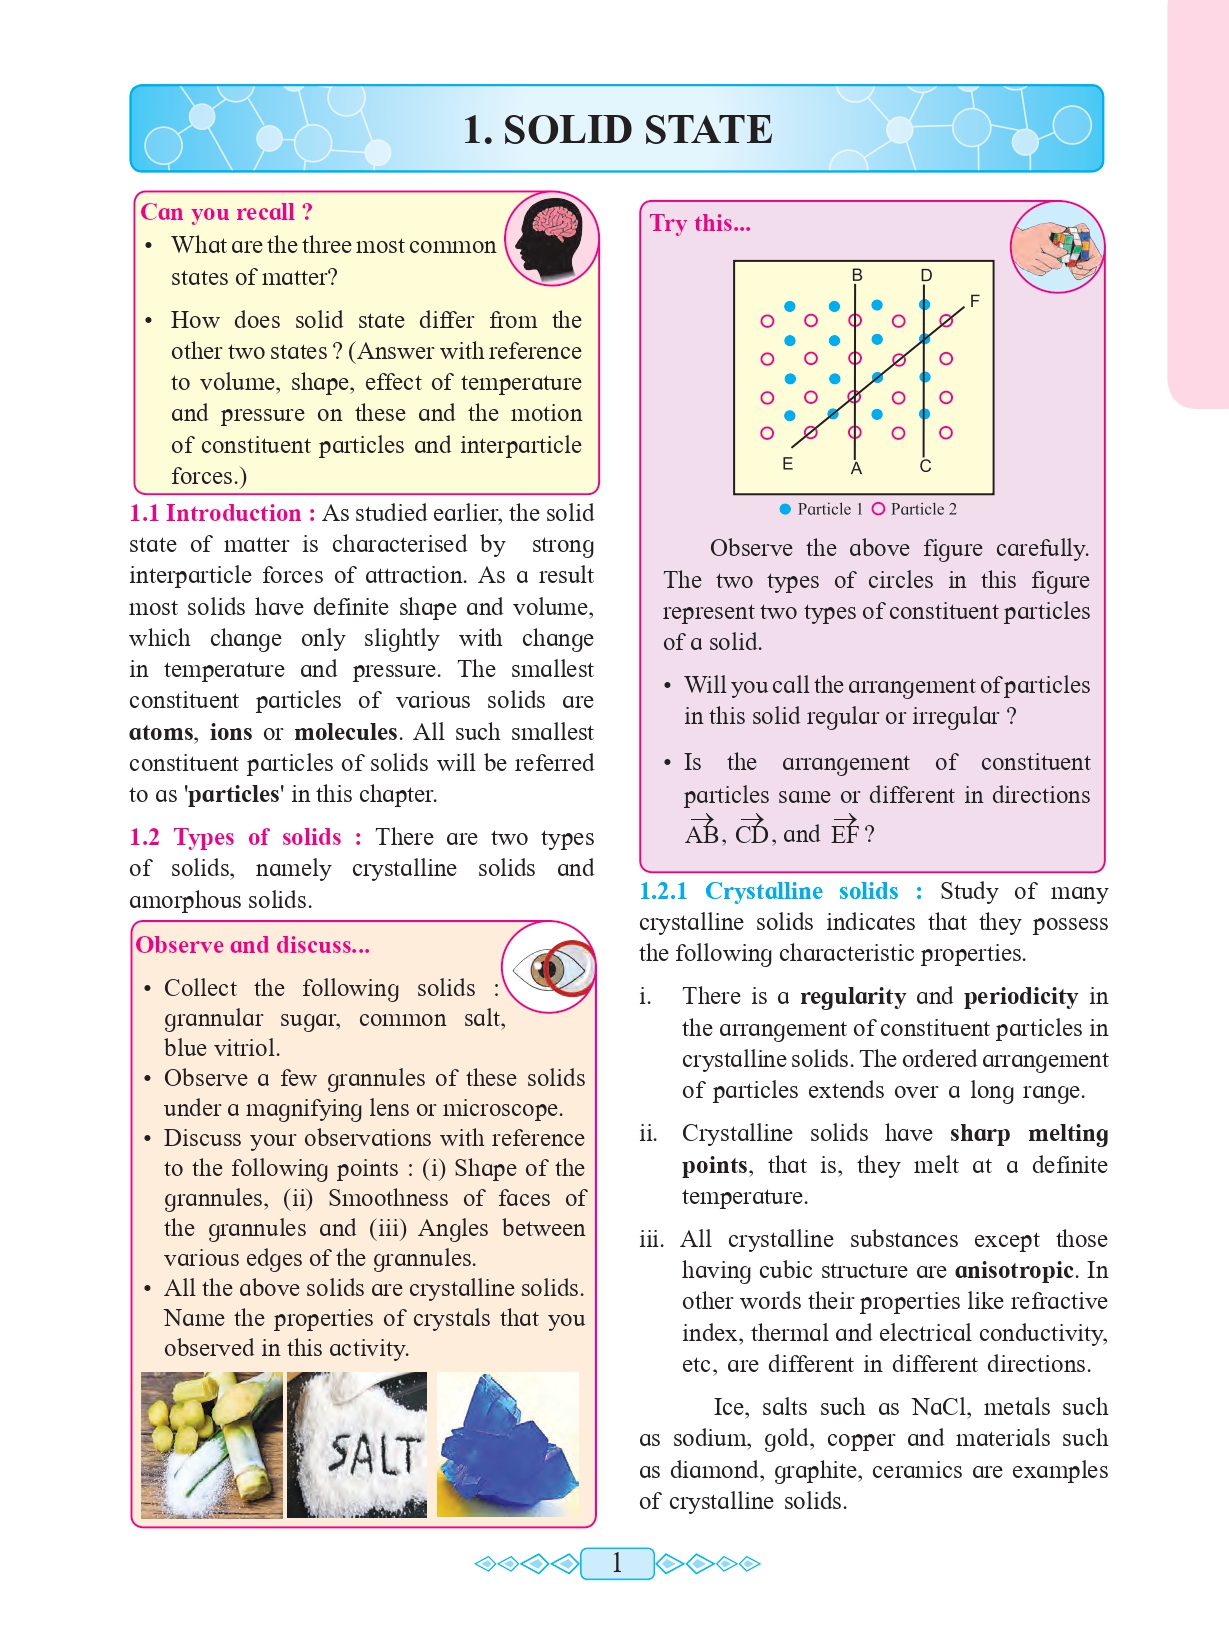 1. SOLID STATE
Can you recall ?
• What are the three most common
states of matter?
• How does solid state differ from the
other two states ? (Answer with reference
to volume, shape, effect of temperature
and pressure on these and the motion
of constituent particles and interparticle
forces.)
1.1 Introduction : As studied earlier, the solid
state of matter is characterised by strong
interparticle forces of attraction. As a result
most solids have definite shape and volume,
which change only slightly with change
in temperature and pressure. The smallest
constituent particles of various solids are
atoms, ions or molecules. All such smallest
constituent particles of solids will be referred
to as 'particles' in this chapter.
1.2 Types of solids : There are two types
of solids, namely crystalline solids and
amorphous solids.
Observe and discuss...
• Collect the following solids :
grannular sugar, common salt,
blue vitriol.
• Observe a few grannules of these solids
under a magnifying lens or microscope.
• Discuss your observations with reference
to the following points : (i) Shape of the
grannules, (ii) Smoothness of faces of
the grannules and (iii) Angles between
various edges of the grannules.
• All the above solids are crystalline solids.
Name the properties of crystals that you
observed in this activity.
SALT
Try this...
B D
F
E
A C
Particle 1 Particle 2
Observe the above figure carefully.
The two types of circles in this figure
represent two types of constituent particles
of a solid.
• Will you call the arrangement of particles
in this solid regular or irregular ?
• Is the arrangement of constituent
particles same or different in directions
A⃗B⃗, C⃗D⃗, and E⃗F⃗ ?
1.2.1 Crystalline solids : Study of many
crystalline solids indicates that they possess
the following characteristic properties.
i. There is a regularity and periodicity in
the arrangement of constituent particles in
crystalline solids. The ordered arrangement
of particles extends over a long range.
ii. Crystalline solids have sharp melting
points, that is, they melt at a definite
temperature.
iii. All crystalline substances except those
having cubic structure are anisotropic. In
other words their properties like refractive
index, thermal and electrical conductivity,
etc, are different in different directions.
Ice, salts such as NaCl, metals such
as sodium, gold, copper and materials such
as diamond, graphite, ceramics are examples
of crystalline solids.
1